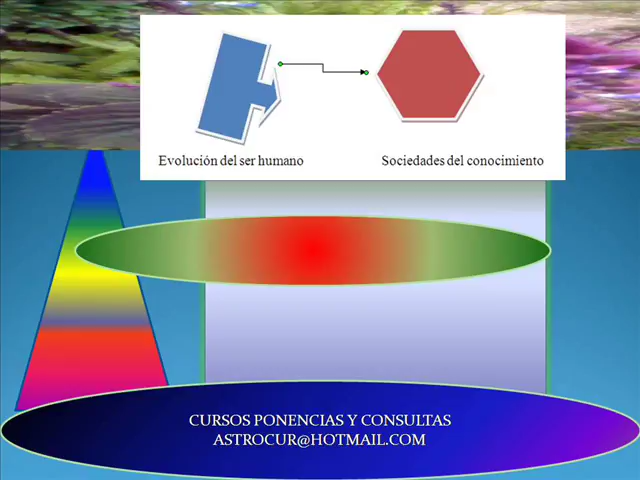 Evolución del ser humano
Sociedades del conocimiento
CURSOS PONENCIAS Y CONSULTAS
ASTROCUR@HOTMAIL.COM